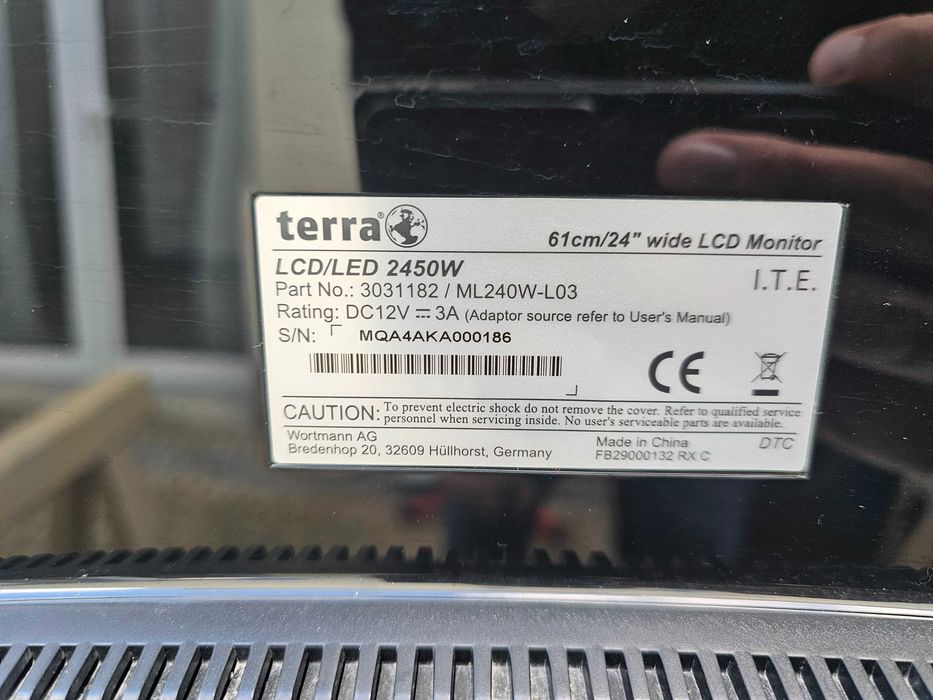 terra®
61cm/24" wide LCD Monitor
LCD/LED 2450W
I.T.E.
Part No.: 3031182 / ML240W-L03
Rating: DC12V ⎓ 3A (Adaptor source refer to User's Manual)
S/N: MQA4AKA000186
CE
CAUTION: To prevent electric shock do not remove the cover. Refer to qualified service
personnel when servicing inside. No user's serviceable parts are available.
Wortmann AG
Bredenhop 20, 32609 Hüllhorst, Germany
Made in China
FB29000132 RX C
DTC